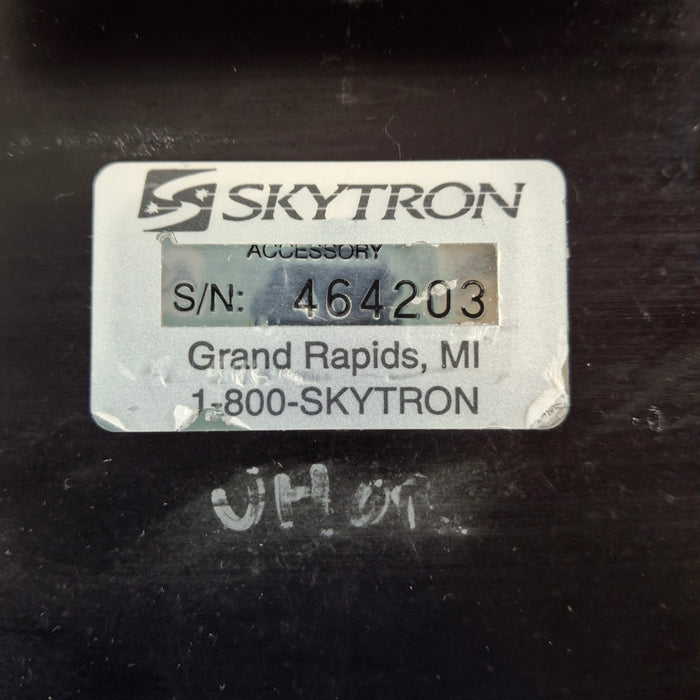 SKYTRON
ACCESSORY
S/N: 464203
Grand Rapids, MI
1-800-SKYTRON